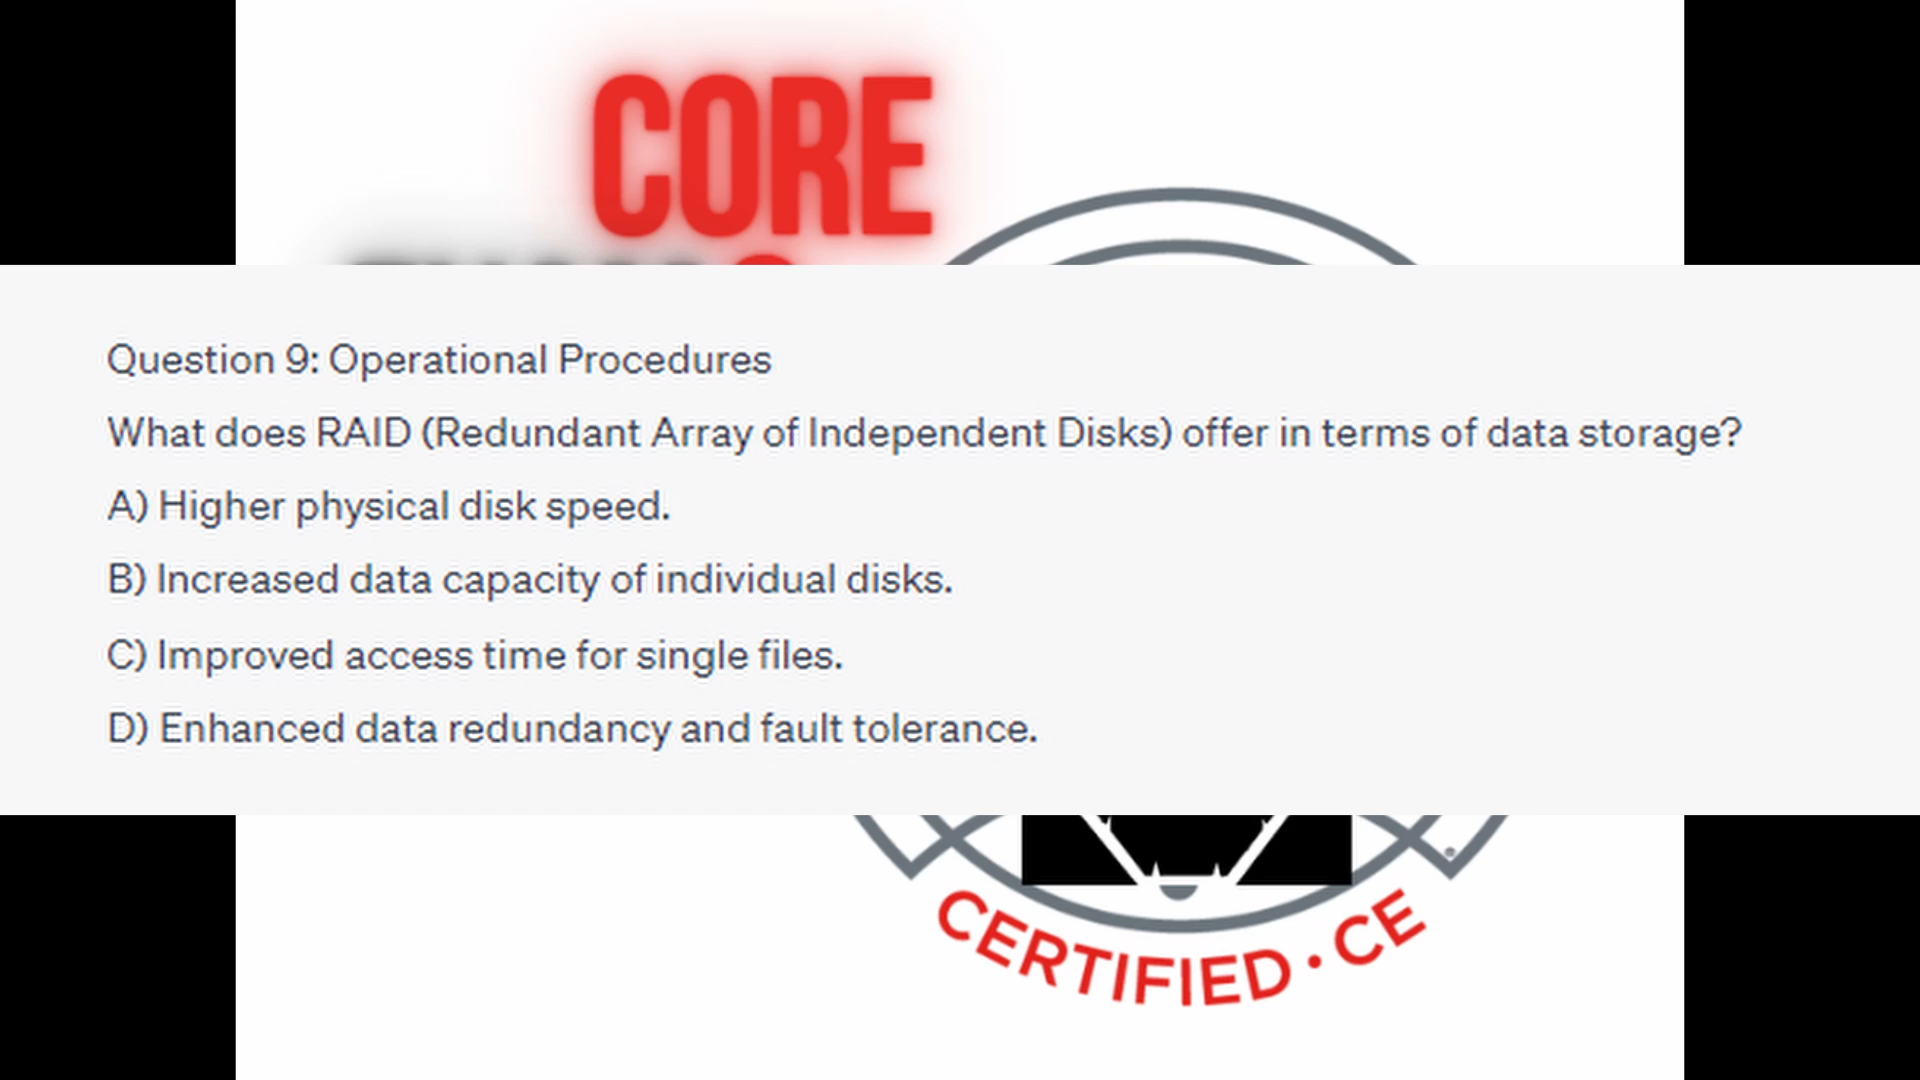 CORE
Question 9: Operational Procedures
What does RAID (Redundant Array of Independent Disks) offer in terms of data storage?
A) Higher physical disk speed.
B) Increased data capacity of individual disks.
C) Improved access time for single files.
D) Enhanced data redundancy and fault tolerance.
CERTIFIED • CE